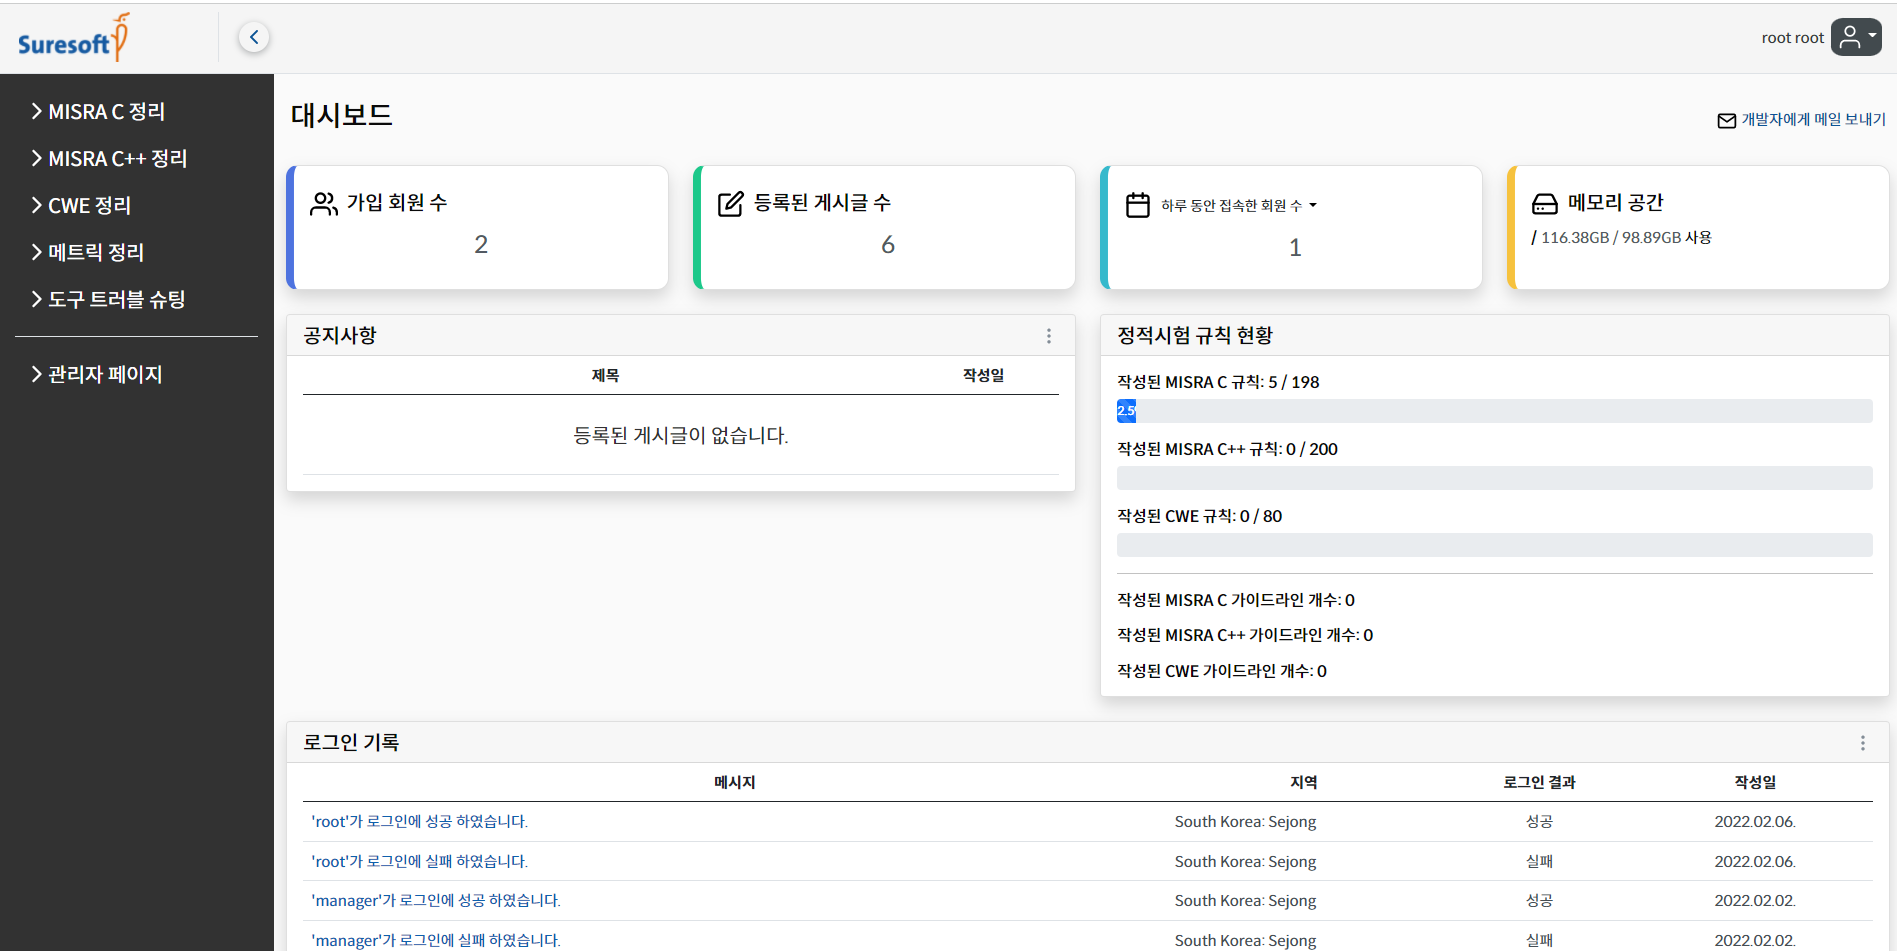 Suresoft
root root
MISRA C 정리
MISRA C++ 정리
CWE 정리
메트릭 정리
도구 트러블 슈팅
관리자 페이지
대시보드
개발자에게 메일 보내기
가입 회원 수
2
등록된 게시글 수
6
하루 동안 접속한 회원 수
1
메모리 공간
/ 116.38GB / 98.89GB 사용
공지사항
제목 작성일
등록된 게시글이 없습니다.
정적시험 규칙 현황
작성된 MISRA C 규칙: 5 / 198
2.5
작성된 MISRA C++ 규칙: 0 / 200
작성된 CWE 규칙: 0 / 80
작성된 MISRA C 가이드라인 개수: 0
작성된 MISRA C++ 가이드라인 개수: 0
작성된 CWE 가이드라인 개수: 0
로그인 기록
메시지 지역 로그인 결과 작성일
'root'가 로그인에 성공 하였습니다. South Korea: Sejong 성공 2022.02.06.
'root'가 로그인에 실패 하였습니다. South Korea: Sejong 실패 2022.02.06.
'manager'가 로그인에 성공 하였습니다. South Korea: Sejong 성공 2022.02.02.
'manager'가 로그인에 실패 하였습니다. South Korea: Sejong 실패 2022.02.02.